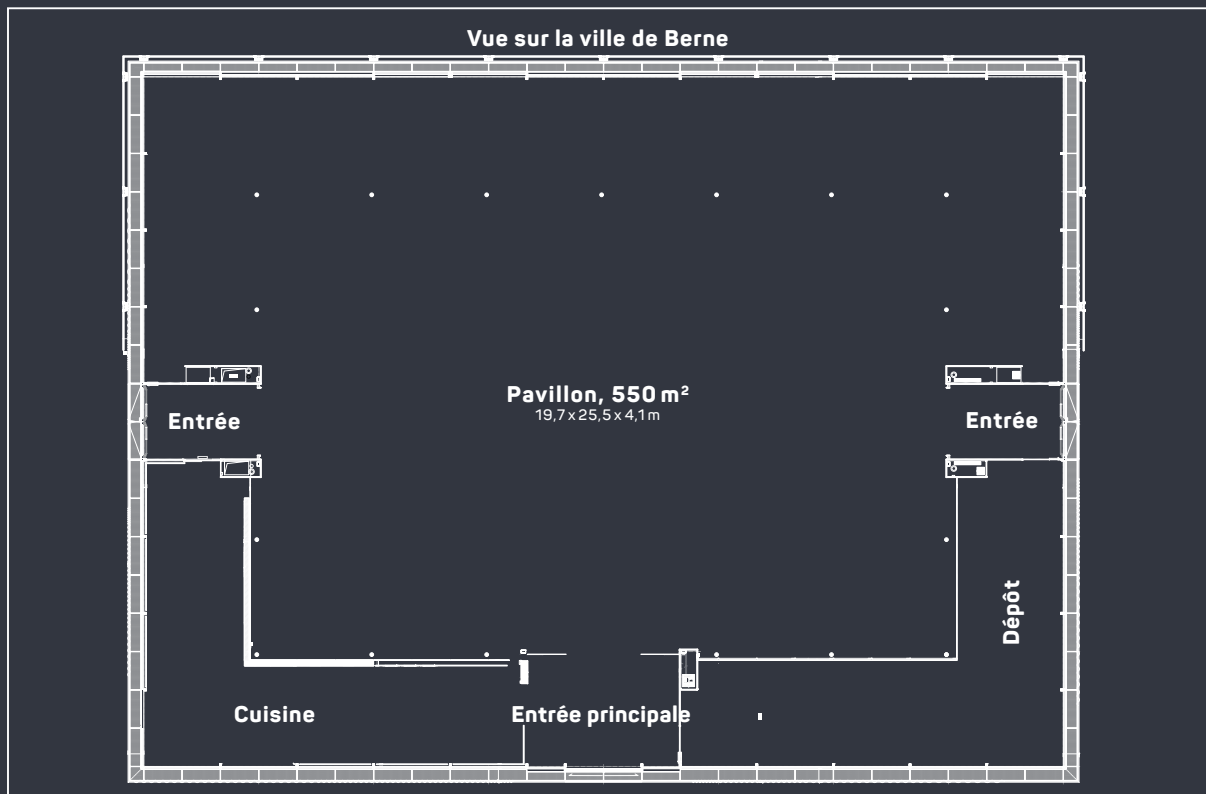 Vue sur la ville de Berne
Pavillon, 550 m²
19,7 x 25,5 x 4,1 m
Entrée
Entrée
Dépôt
Cuisine
Entrée principale